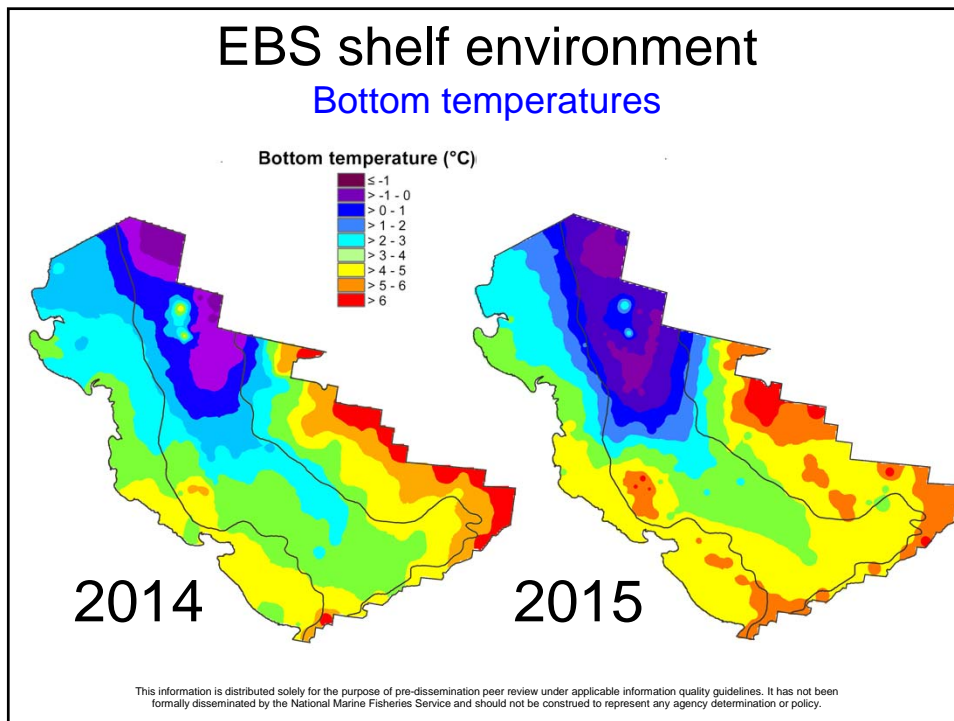 EBS shelf environment
Bottom temperatures
Bottom temperature (°C)
≤ -1
> -1 - 0
> 0 - 1
> 1 - 2
> 2 - 3
> 3 - 4
> 4 - 5
> 5 - 6
> 6
2014
2015
This information is distributed solely for the purpose of pre-dissemination peer review under applicable information quality guidelines. It has not been
formally disseminated by the National Marine Fisheries Service and should not be construed to represent any agency determination or policy.